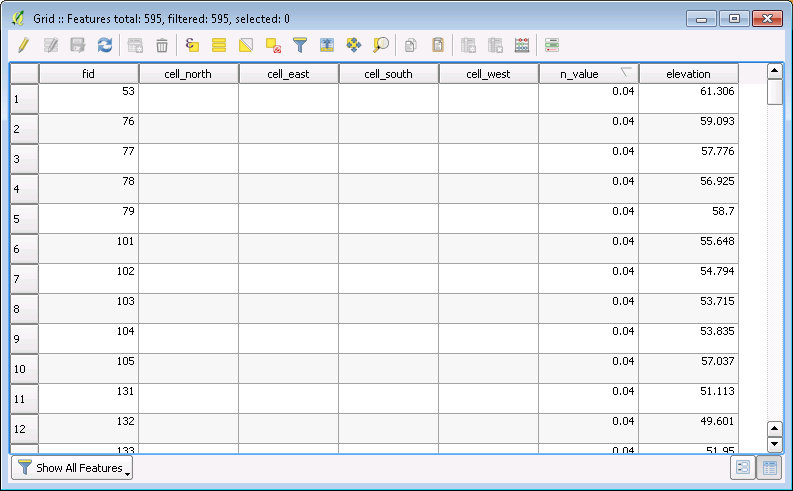 Grid :: Features total: 595, filtered: 595, selected: 0
fid cell_north cell_east cell_south cell_west n_value elevation
1 53 0.04 61.306
2 76 0.04 59.093
3 77 0.04 57.776
4 78 0.04 56.925
5 79 0.04 58.7
6 101 0.04 55.648
7 102 0.04 54.794
8 103 0.04 53.715
9 104 0.04 53.835
10 105 0.04 57.037
11 131 0.04 51.113
12 132 0.04 49.601
133 0.04 51.95
Show All Features